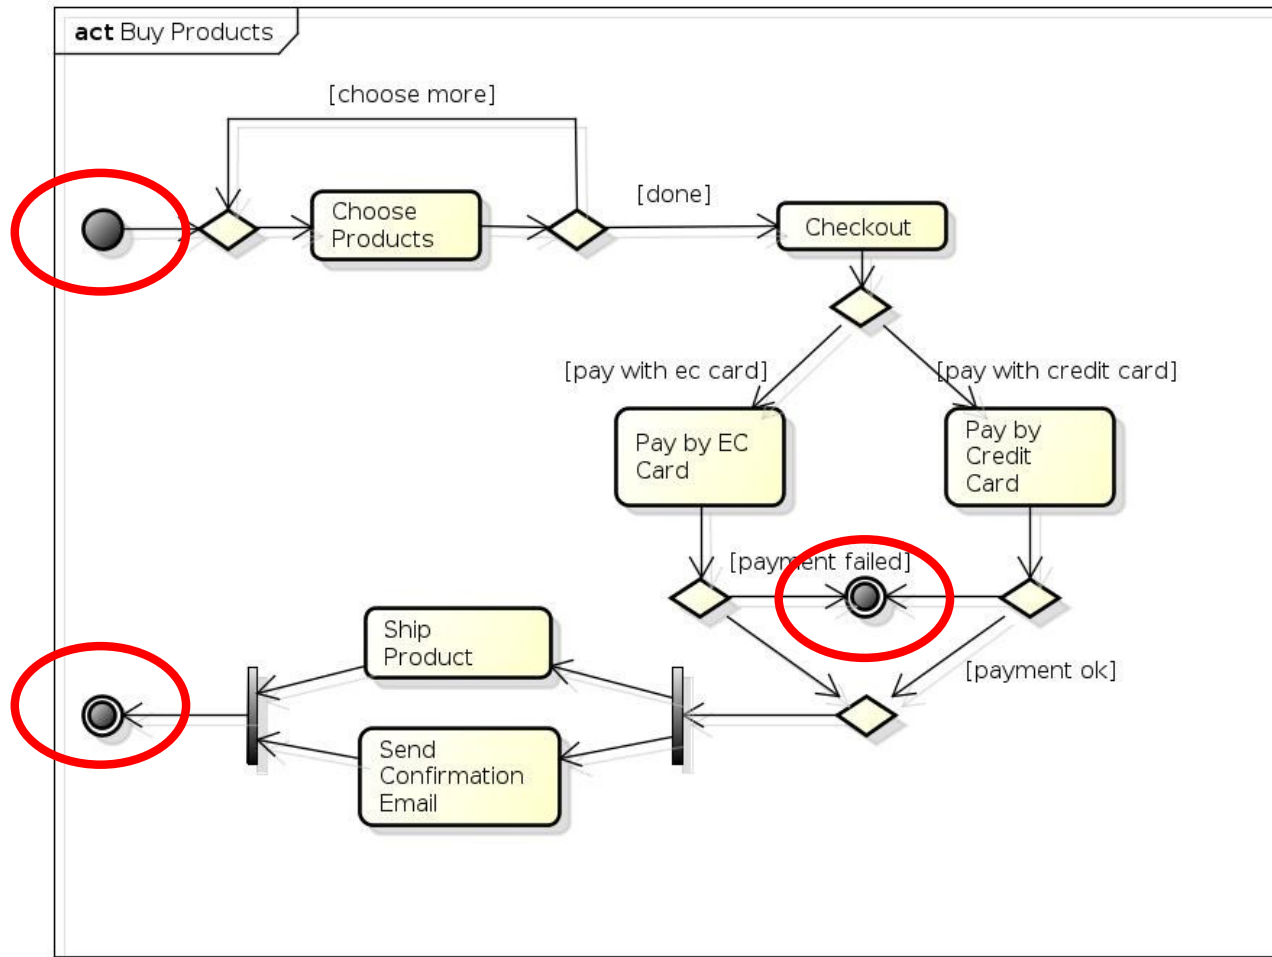 act Buy Products
[choose more]
[done]
Choose
Products
Checkout
[pay with ec card]
[pay with credit card]
Pay by EC
Card
Pay by
Credit
Card
[payment failed]
Ship
Product
[payment ok]
Send
Confirmation
Email